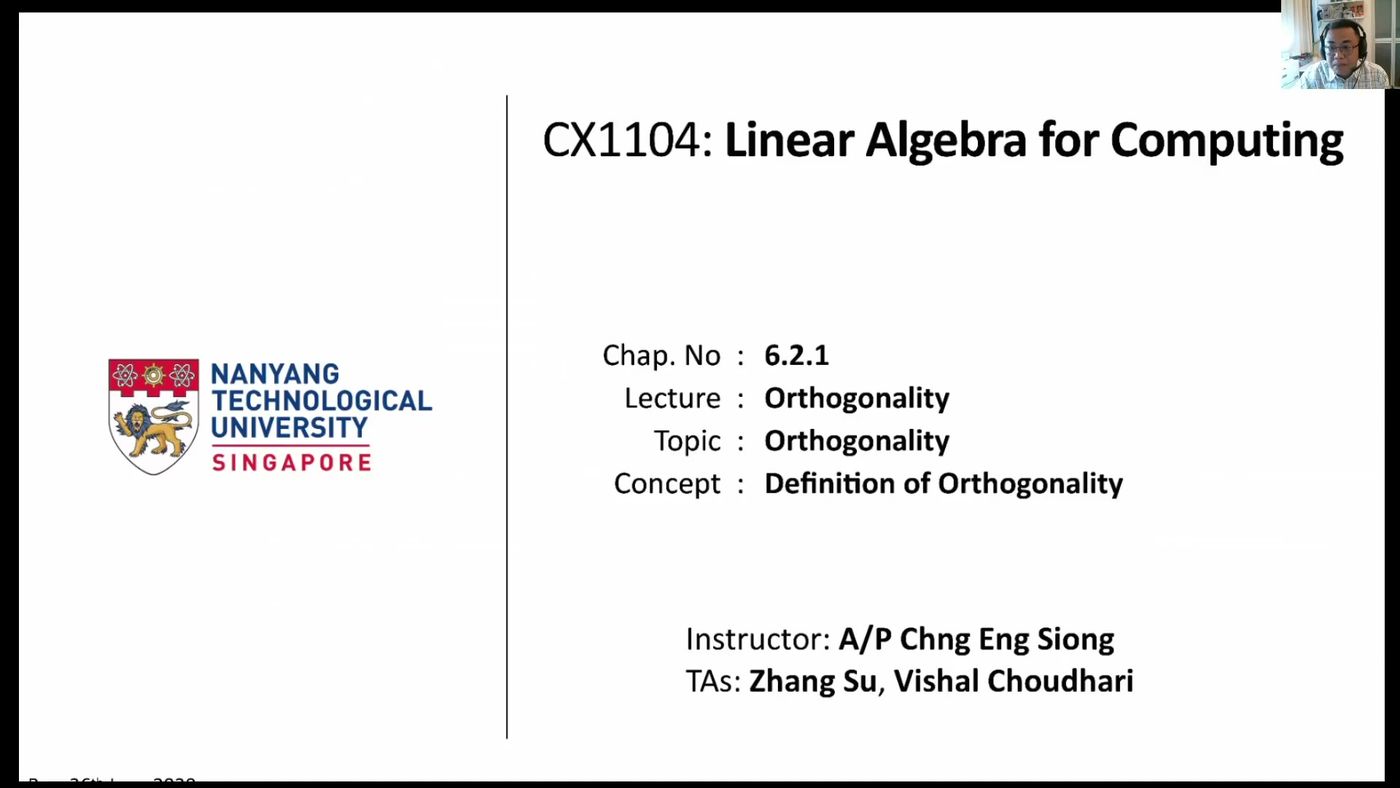 CX1104: Linear Algebra for Computing
NANYANG
TECHNOLOGICAL
UNIVERSITY
SINGAPORE
Chap. No : 6.2.1
Lecture : Orthogonality
Topic : Orthogonality
Concept : Definition of Orthogonality
Instructor: A/P Chng Eng Siong
TAs: Zhang Su, Vishal Choudhari